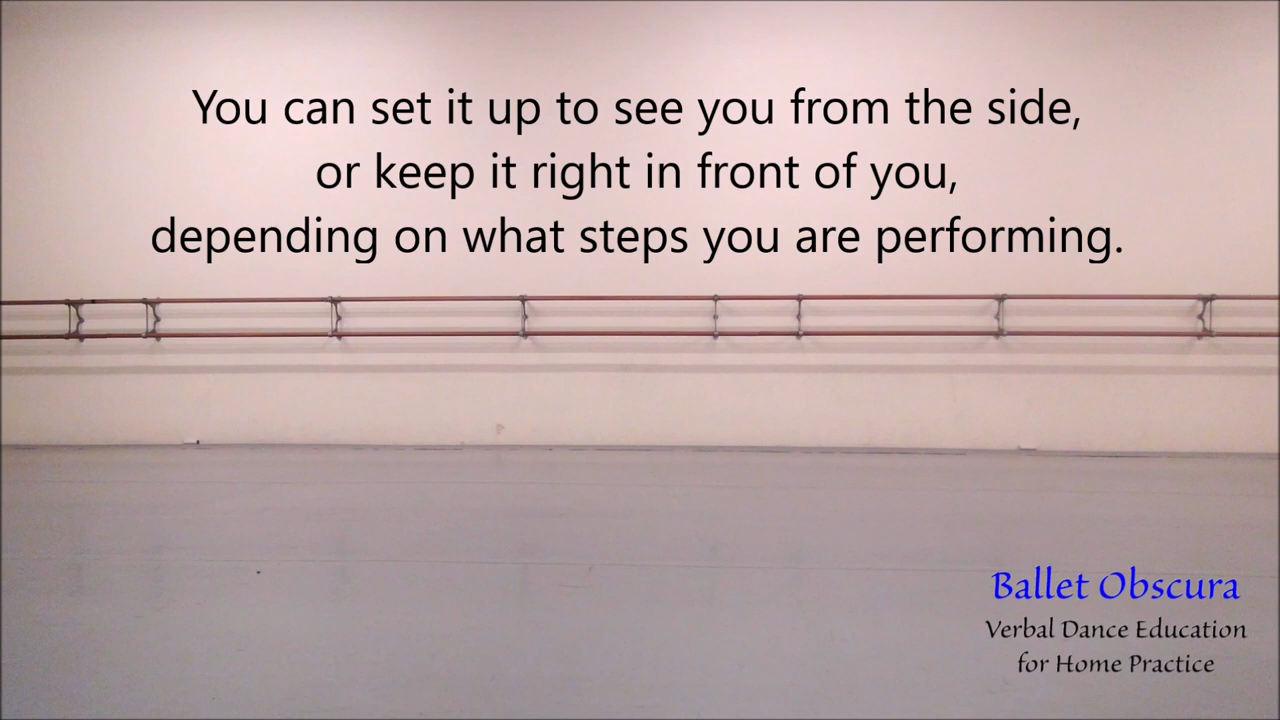 You can set it up to see you from the side,
or keep it right in front of you,
depending on what steps you are performing.
Ballet Obscura
Verbal Dance Education
for Home Practice